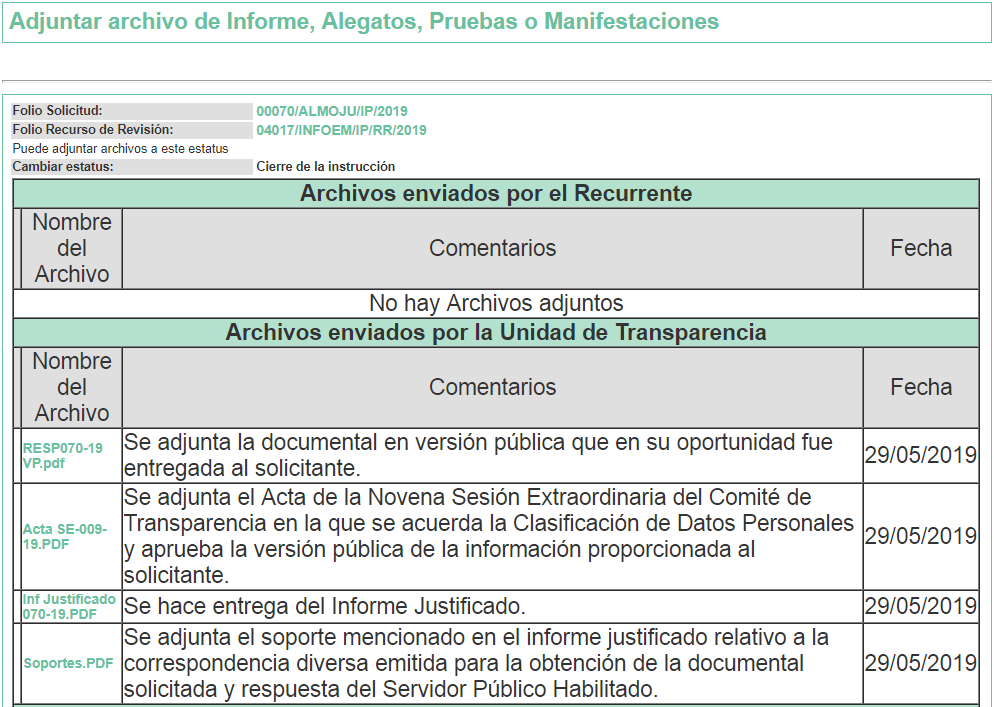 Adjuntar archivo de Informe, Alegatos, Pruebas o Manifestaciones
Folio Solicitud: 00070/ALMOJU/IP/2019
Folio Recurso de Revisión: 04017/INFOEM/IP/RR/2019
Puede adjuntar archivos a este estatus
Cambiar estatus: Cierre de la instrucción
Archivos enviados por el Recurrente
Nombre
del
Archivo
Comentarios
Fecha
No hay Archivos adjuntos
Archivos enviados por la Unidad de Transparencia
Nombre
del
Archivo
Comentarios
Fecha
RESP070-19
VP.pdf
Se adjunta la documental en versión pública que en su oportunidad fue
entregada al solicitante.
29/05/2019
Acta SE-009-
19.PDF
Se adjunta el Acta de la Novena Sesión Extraordinaria del Comité de
Transparencia en la que se acuerda la Clasificación de Datos Personales
y aprueba la versión pública de la información proporcionada al
solicitante.
29/05/2019
Inf Justificado
070-19.PDF
Se hace entrega del Informe Justificado.
29/05/2019
Soportes.PDF
Se adjunta el soporte mencionado en el informe justificado relativo a la
correspondencia diversa emitida para la obtención de la documental
solicitada y respuesta del Servidor Público Habilitado.
29/05/2019